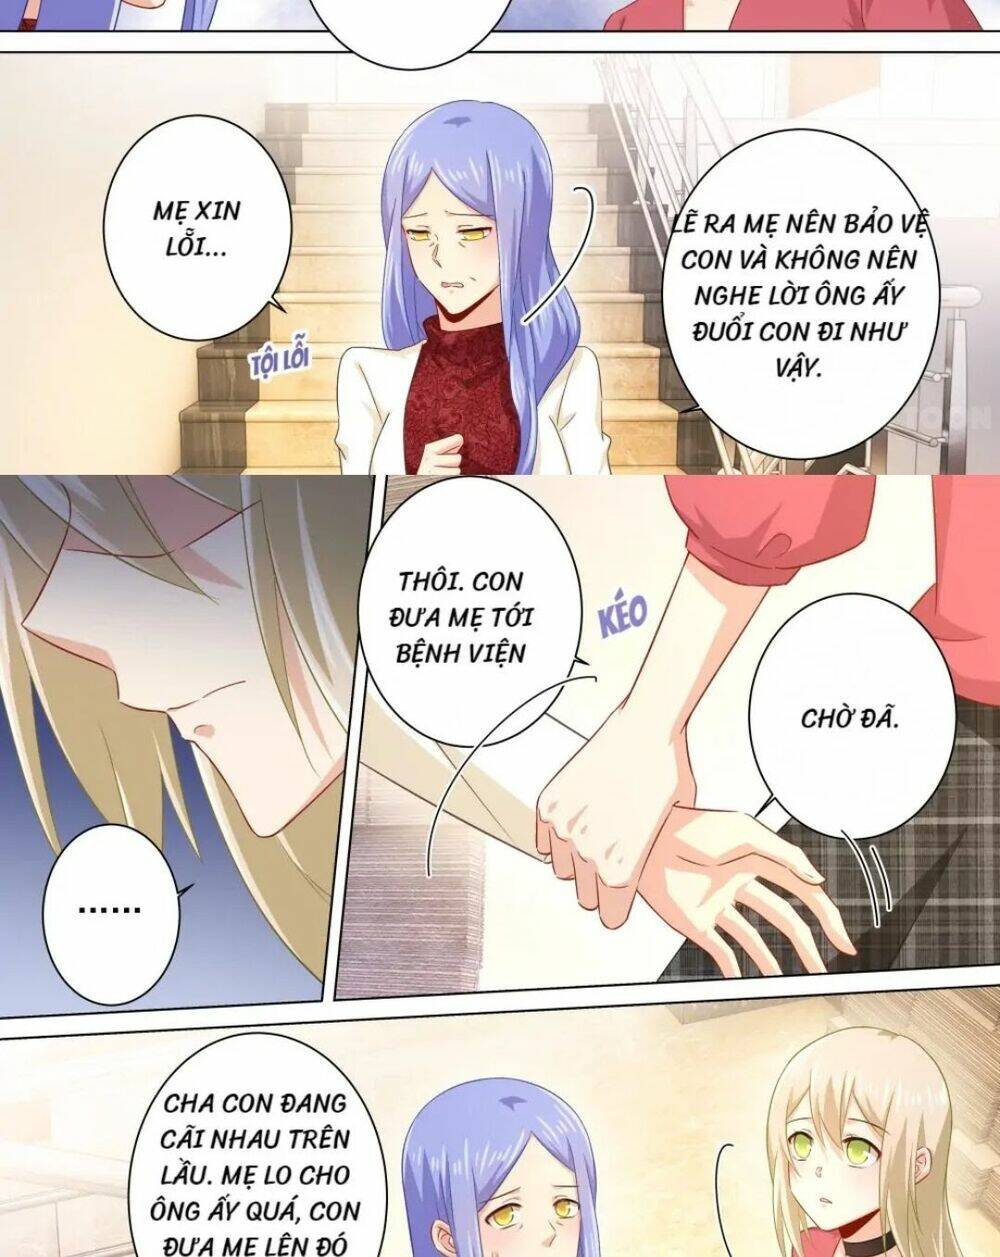 MẸ XIN
LỖI...
LẼ RA MẸ NÊN BẢO VỆ
CON VÀ KHÔNG NÊN
NGHE LỜI ÔNG ẤY
ĐUỔI CON ĐI NHƯ
VẬY.
TỘI LỖI
TOON
THÔI. CON
ĐƯA MẸ TỚI
BỆNH VIỆN
KÉO
CHỜ ĐÃ.
......
CHA CON ĐANG
CÃI NHAU TRÊN
LẦU. MẸ LO CHO
ÔNG ẤY QUÁ, CON
ĐƯA MẸ LÊN ĐÓ